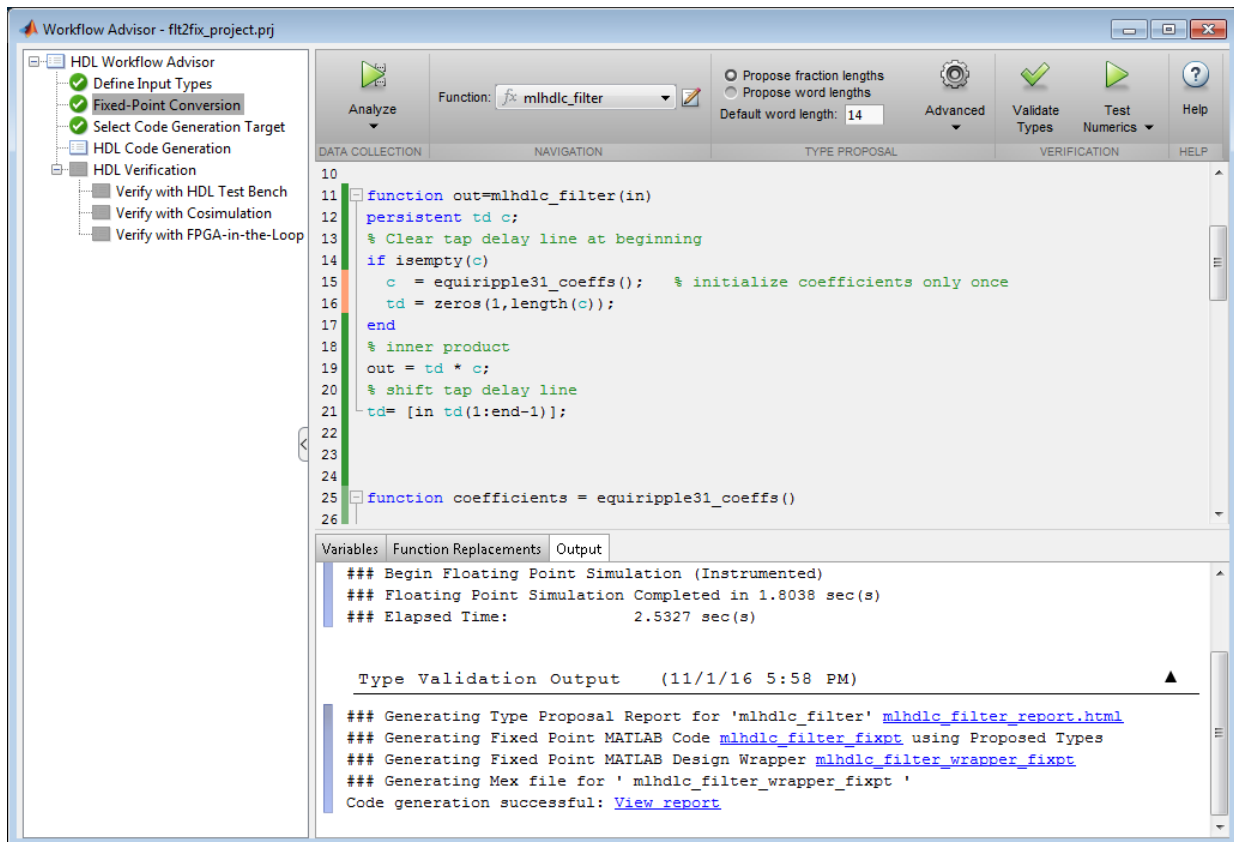 Workflow Advisor - flt2fix_project.prj
HDL Workflow Advisor
Define Input Types
Fixed-Point Conversion
Select Code Generation Target
HDL Code Generation
HDL Verification
Verify with HDL Test Bench
Verify with Cosimulation
Verify with FPGA-in-the-Loop
Analyze
DATA COLLECTION
Function: fx mlhdlc_filter
NAVIGATION
Propose fraction lengths
Propose word lengths
Default word length: 14
Advanced
TYPE PROPOSAL
Validate Types
Test Numerics
VERIFICATION
? Help
HELP
10
11 function out=mlhdlc_filter(in)
12 persistent td c;
13 % Clear tap delay line at beginning
14 if isempty(c)
15 c = equiripple31_coeffs(); % initialize coefficients only once
16 td = zeros(1,length(c));
17 end
18 % inner product
19 out = td * c;
20 % shift tap delay line
21 td= [in td(1:end-1)];
22
23
24
25 function coefficients = equiripple31_coeffs()
26
Variables Function Replacements Output
### Begin Floating Point Simulation (Instrumented)
### Floating Point Simulation Completed in 1.8038 sec(s)
### Elapsed Time: 2.5327 sec(s)
Type Validation Output (11/1/16 5:58 PM)
### Generating Type Proposal Report for 'mlhdlc_filter' mlhdlc_filter_report.html
### Generating Fixed Point MATLAB Code mlhdlc_filter_fixpt using Proposed Types
### Generating Fixed Point MATLAB Design Wrapper mlhdlc_filter_wrapper_fixpt
### Generating Mex file for ' mlhdlc_filter_wrapper_fixpt '
Code generation successful: View report